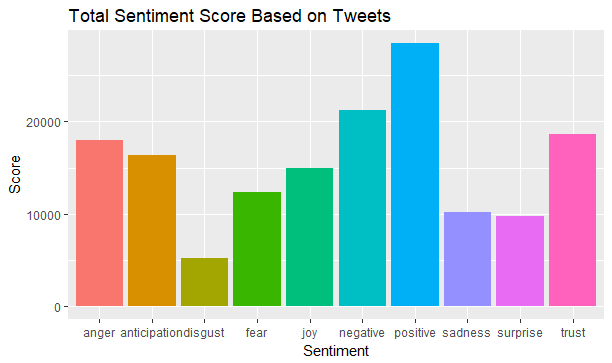 Total Sentiment Score Based on Tweets
Score
20000
10000
0
anger anticipation disgust fear joy negative positive sadness surprise trust
Sentiment